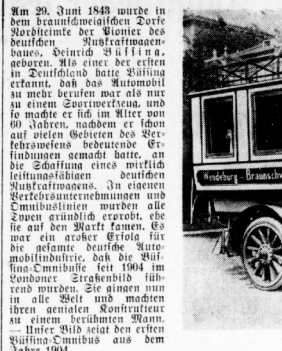 Am 29. Juni 1843 wurde in
dem braunschweigischen Dorfe
Nordsteimke der Pionier des
deutschen Nutzkraftwagen-
baues, Heinrich Büssing,
geboren. Als einer der ersten
in Deutschland hatte Büssing
erkannt, daß das Automobil
zu mehr berufen war als nur
zu einem Sportwerkzeug, und
so machte er sich im Alter von
60 Jahren, nachdem er schon
auf vielen Gebieten des Ver-
kehrswesens bedeutende Er-
findungen gemacht hatte, an
die Schaffung eines wirklich
leistungsfähigen deutschen
Nutzkraftwagens. In eigenen
Verkehrsunternehmungen und
Omnibuslinien wurden alle
Typen gründlich erprobt, ehe
sie auf den Markt kamen. Es
war ein großer Erfolg für
die gesamte deutsche Auto-
mobilindustrie, daß die Büs-
sing-Omnibusse seit 1904 im
Londoner Straßenbild füh-
rend wurden. Sie gingen nun
in alle Welt und machten
ihren genialen Konstrukteur
zu einem berühmten Mann.
— Unser Bild zeigt den ersten
Büssing-Omnibus aus dem
Jahre 1904
Wendeburg - Braunschw